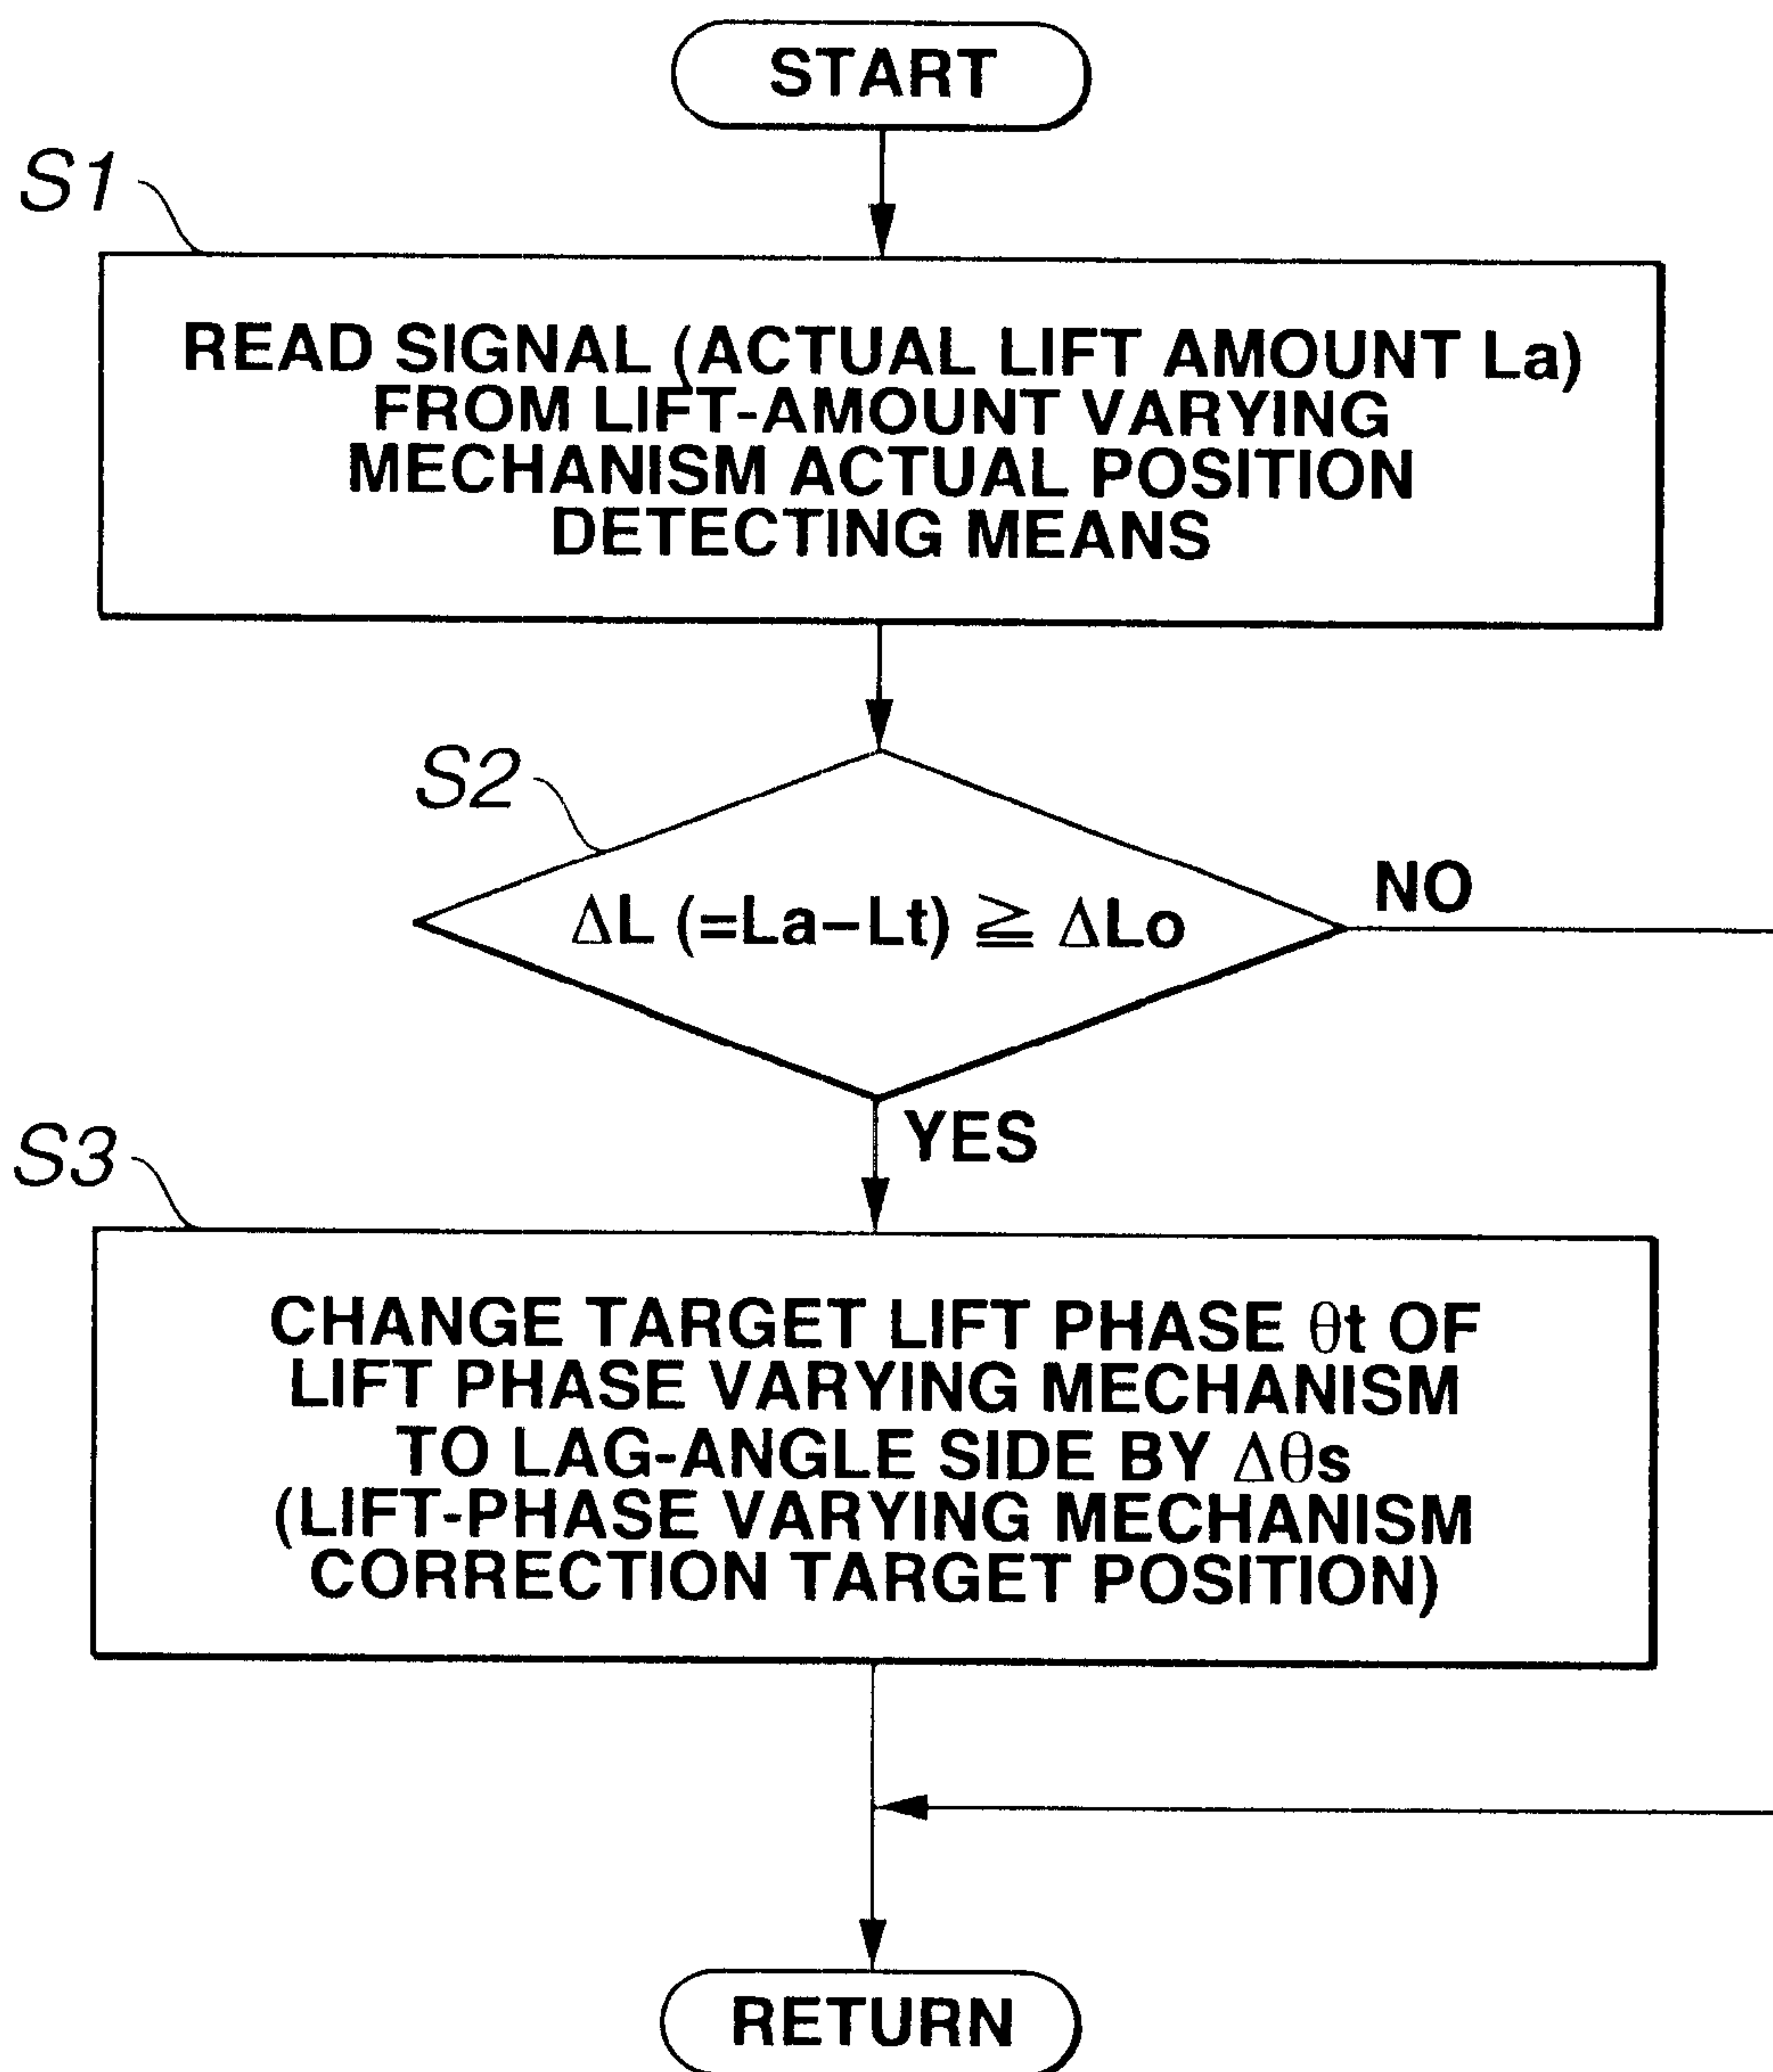 START
S1
READ SIGNAL (ACTUAL LIFT AMOUNT La)
FROM LIFT-AMOUNT VARYING
MECHANISM ACTUAL POSITION
DETECTING MEANS
S2
ΔL (=La−Lt) ≧ ΔLo
NO
YES
S3
CHANGE TARGET LIFT PHASE θt OF
LIFT PHASE VARYING MECHANISM
TO LAG-ANGLE SIDE BY Δθs
(LIFT-PHASE VARYING MECHANISM
CORRECTION TARGET POSITION)
RETURN